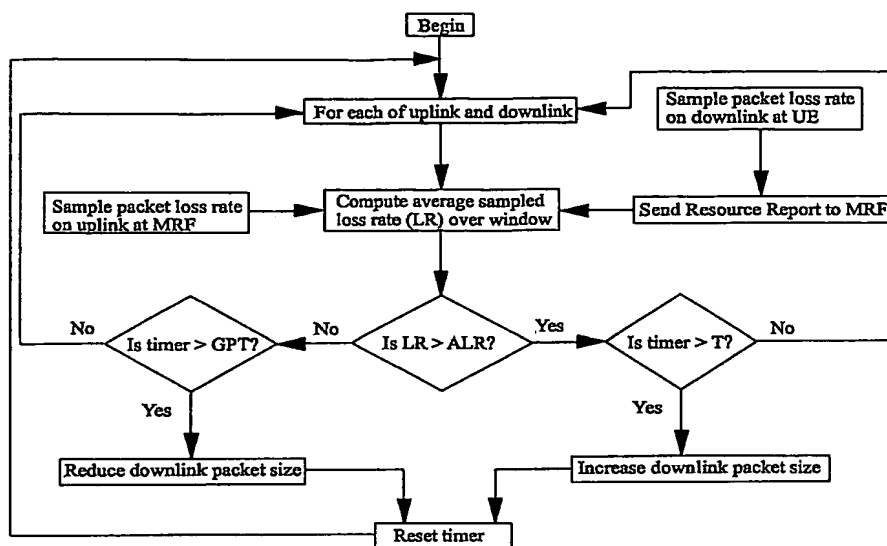 Begin
For each of uplink and downlink
Sample packet loss rate
on downlink at UE
Sample packet loss rate
on uplink at MRF
Compute average sampled
loss rate (LR) over window
Send Resource Report to MRF
No
Is timer > GPT?
No
Is LR > ALR?
Yes
Is timer > T?
No
Yes
Yes
Reduce downlink packet size
Increase downlink packet size
Reset timer